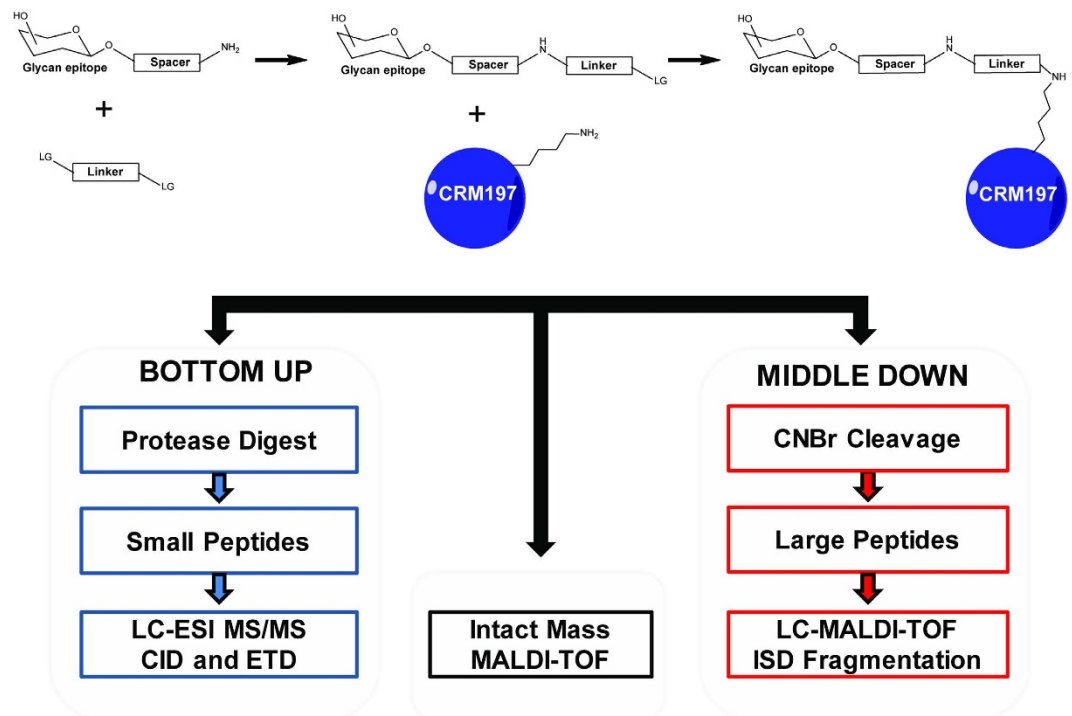 HO
O
O
Spacer
NH2
Glycan epitope
+
LG
Linker
LG
HO
O
O
Spacer
H
N
Linker
LG
Glycan epitope
+
NH2
CRM197
HO
O
O
Spacer
H
N
Linker
NH
Glycan epitope
CRM197
BOTTOM UP
Protease Digest
Small Peptides
LC-ESI MS/MS
CID and ETD
Intact Mass
MALDI-TOF
MIDDLE DOWN
CNBr Cleavage
Large Peptides
LC-MALDI-TOF
ISD Fragmentation